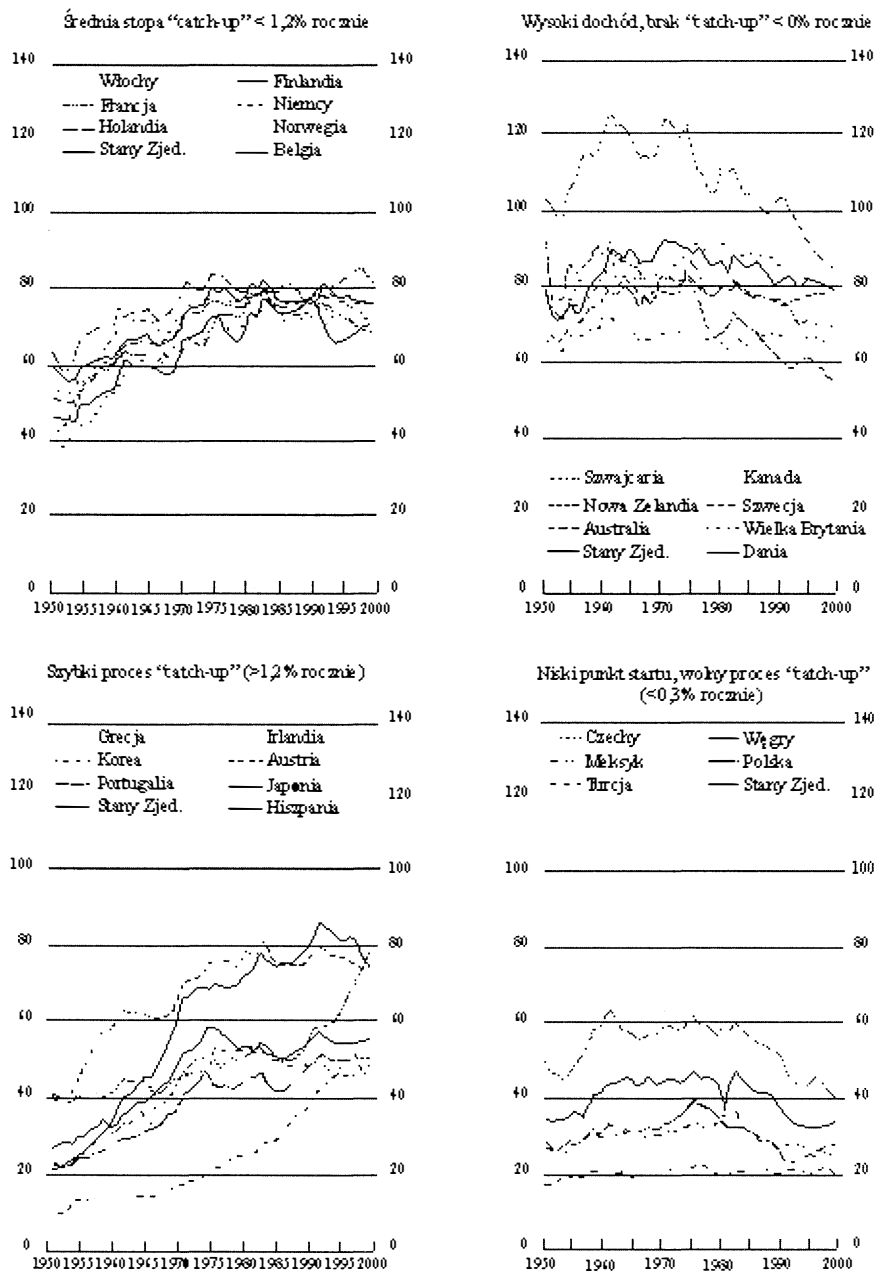 Średnia stopa “catch-up” < 1,2% rocznie
140 140
Włochy Finlandia
Francja Niemcy
120 Holandia Norwegia 120
Stany Zjed. Belgia
100 100
80 80
60 60
40 40
20 20
0 0
1950 1955 1960 1965 1970 1975 1980 1985 1990 1995 2000
Wysoki dochód, brak “catch-up” < 0% rocznie
140 140
120 120
100 100
80 80
60 60
40 40
Szwajcaria Kanada
20 Nowa Zelandia Szwecja 20
Australia Wielka Brytania
Stany Zjed. Dania
0 0
1950 1960 1970 1980 1990 2000
Szybki proces “catch-up” (>1,2% rocznie)
140 140
Grecja Irlandia
Korea Austria
120 Portugalia Japonia 120
Stany Zjed. Hiszpania
100 100
80 80
60 60
40 40
20 20
0 0
1950 1955 1960 1965 1970 1975 1980 1985 1990 1995 2000
Niski punkt startu, wolny proces “catch-up”
(<0,3% rocznie)
140 140
Czechy Węgry
Meksyk Polska
120 Turcja Stany Zjed. 120
100 100
80 80
60 60
40 40
20 20
0 0
1950 1960 1970 1980 1990 2000